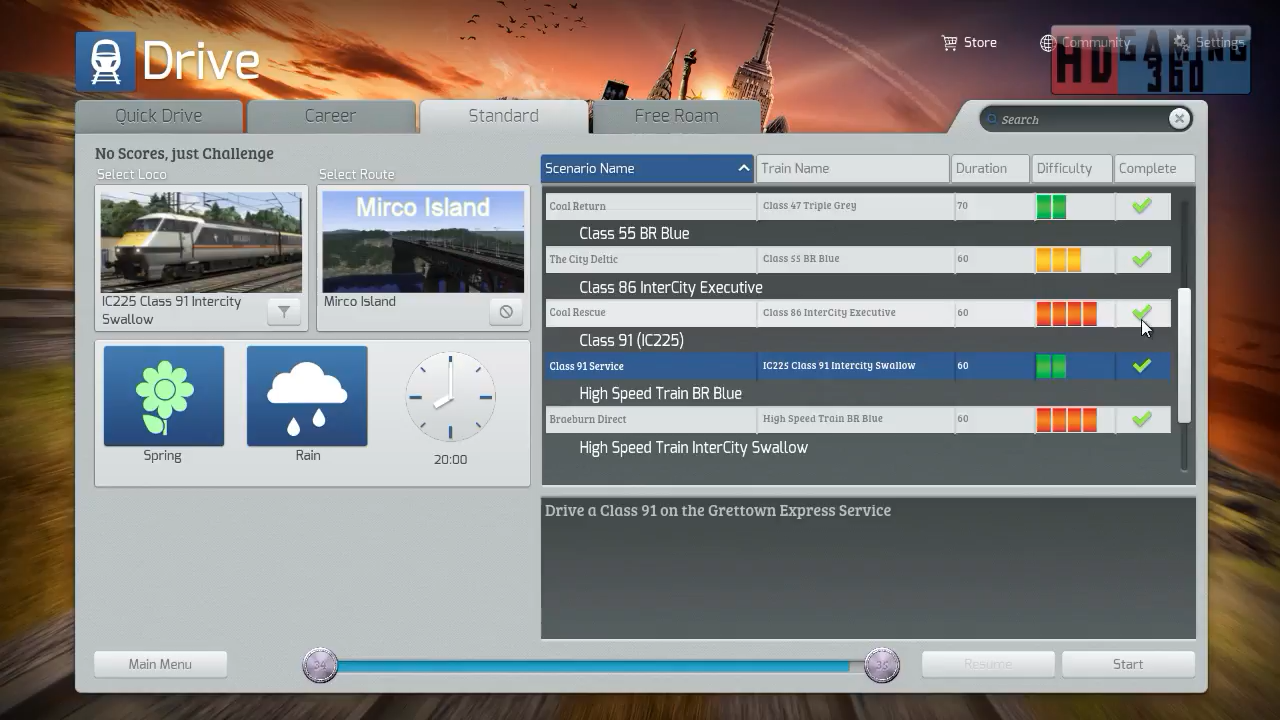 Drive
Store
Community
Settings
HD GAMING 360
Quick Drive
Career
Standard
Free Roam
Search
No Scores, just Challenge
Select Loco
Select Route
Mirco Island
IC225 Class 91 Intercity Swallow
Mirco Island
Spring
Rain
20:00
Scenario Name Train Name Duration Difficulty Complete
Coal Return Class 47 Triple Grey 70
Class 55 BR Blue
The City Deltic Class 55 BR Blue 60
Class 86 InterCity Executive
Coal Rescue Class 86 InterCity Executive 60
Class 91 (IC225)
Class 91 Service IC225 Class 91 Intercity Swallow 60
High Speed Train BR Blue
Braeburn Direct High Speed Train BR Blue 60
High Speed Train InterCity Swallow
Drive a Class 91 on the Grettown Express Service
Main Menu
34
35
Resume
Start